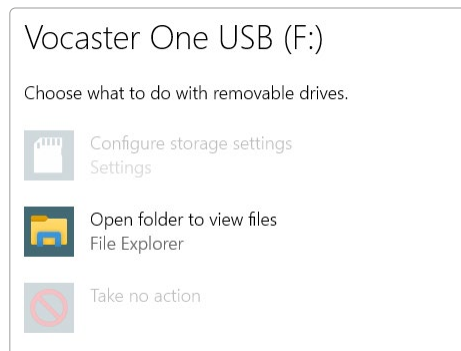 Vocaster One USB (F:)
Choose what to do with removable drives.
Configure storage settings
Settings
Open folder to view files
File Explorer
Take no action